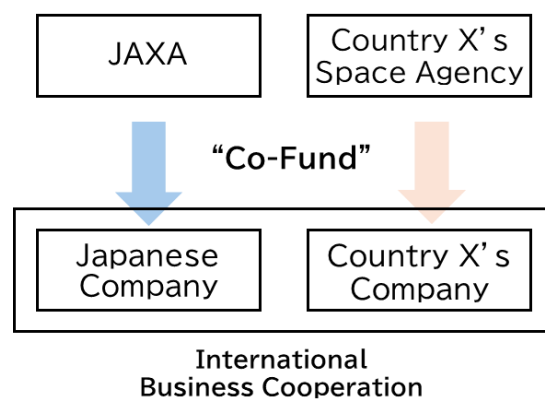 JAXA
Country X’s
Space Agency
“Co-Fund”
Japanese
Company
Country X’s
Company
International
Business Cooperation